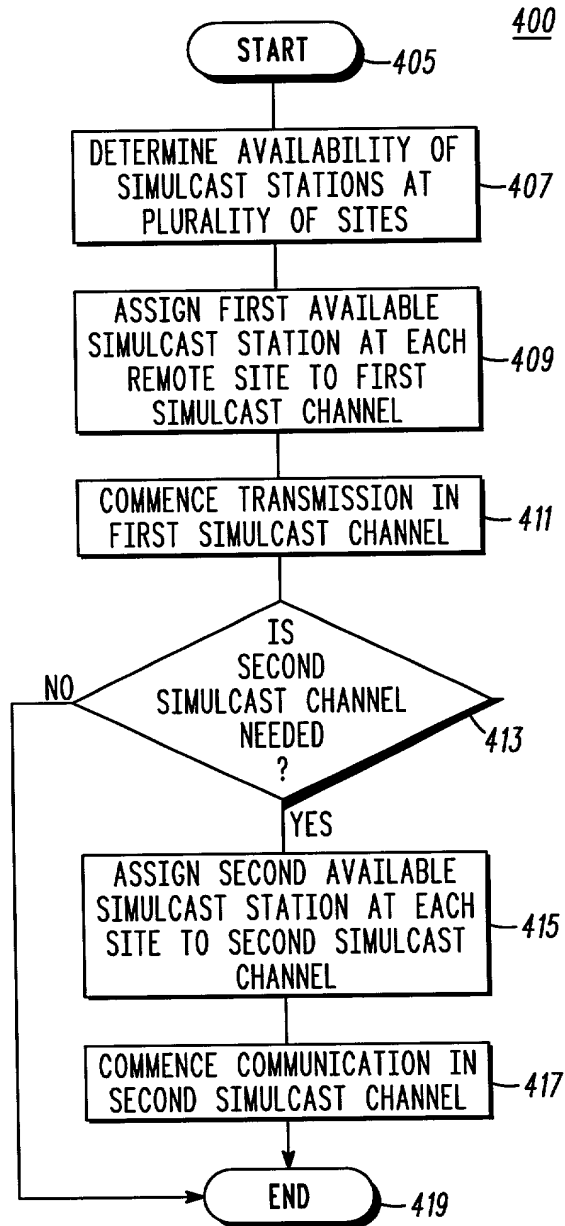 400
START
405
DETERMINE AVAILABILITY OF
SIMULCAST STATIONS AT
PLURALITY OF SITES
407
ASSIGN FIRST AVAILABLE
SIMULCAST STATION AT EACH
REMOTE SITE TO FIRST
SIMULCAST CHANNEL
409
COMMENCE TRANSMISSION IN
FIRST SIMULCAST CHANNEL
411
IS
SECOND
SIMULCAST CHANNEL
NEEDED
?
413
NO
YES
ASSIGN SECOND AVAILABLE
SIMULCAST STATION AT EACH
SITE TO SECOND SIMULCAST
CHANNEL
415
COMMENCE COMMUNICATION IN
SECOND SIMULCAST CHANNEL
417
END
419